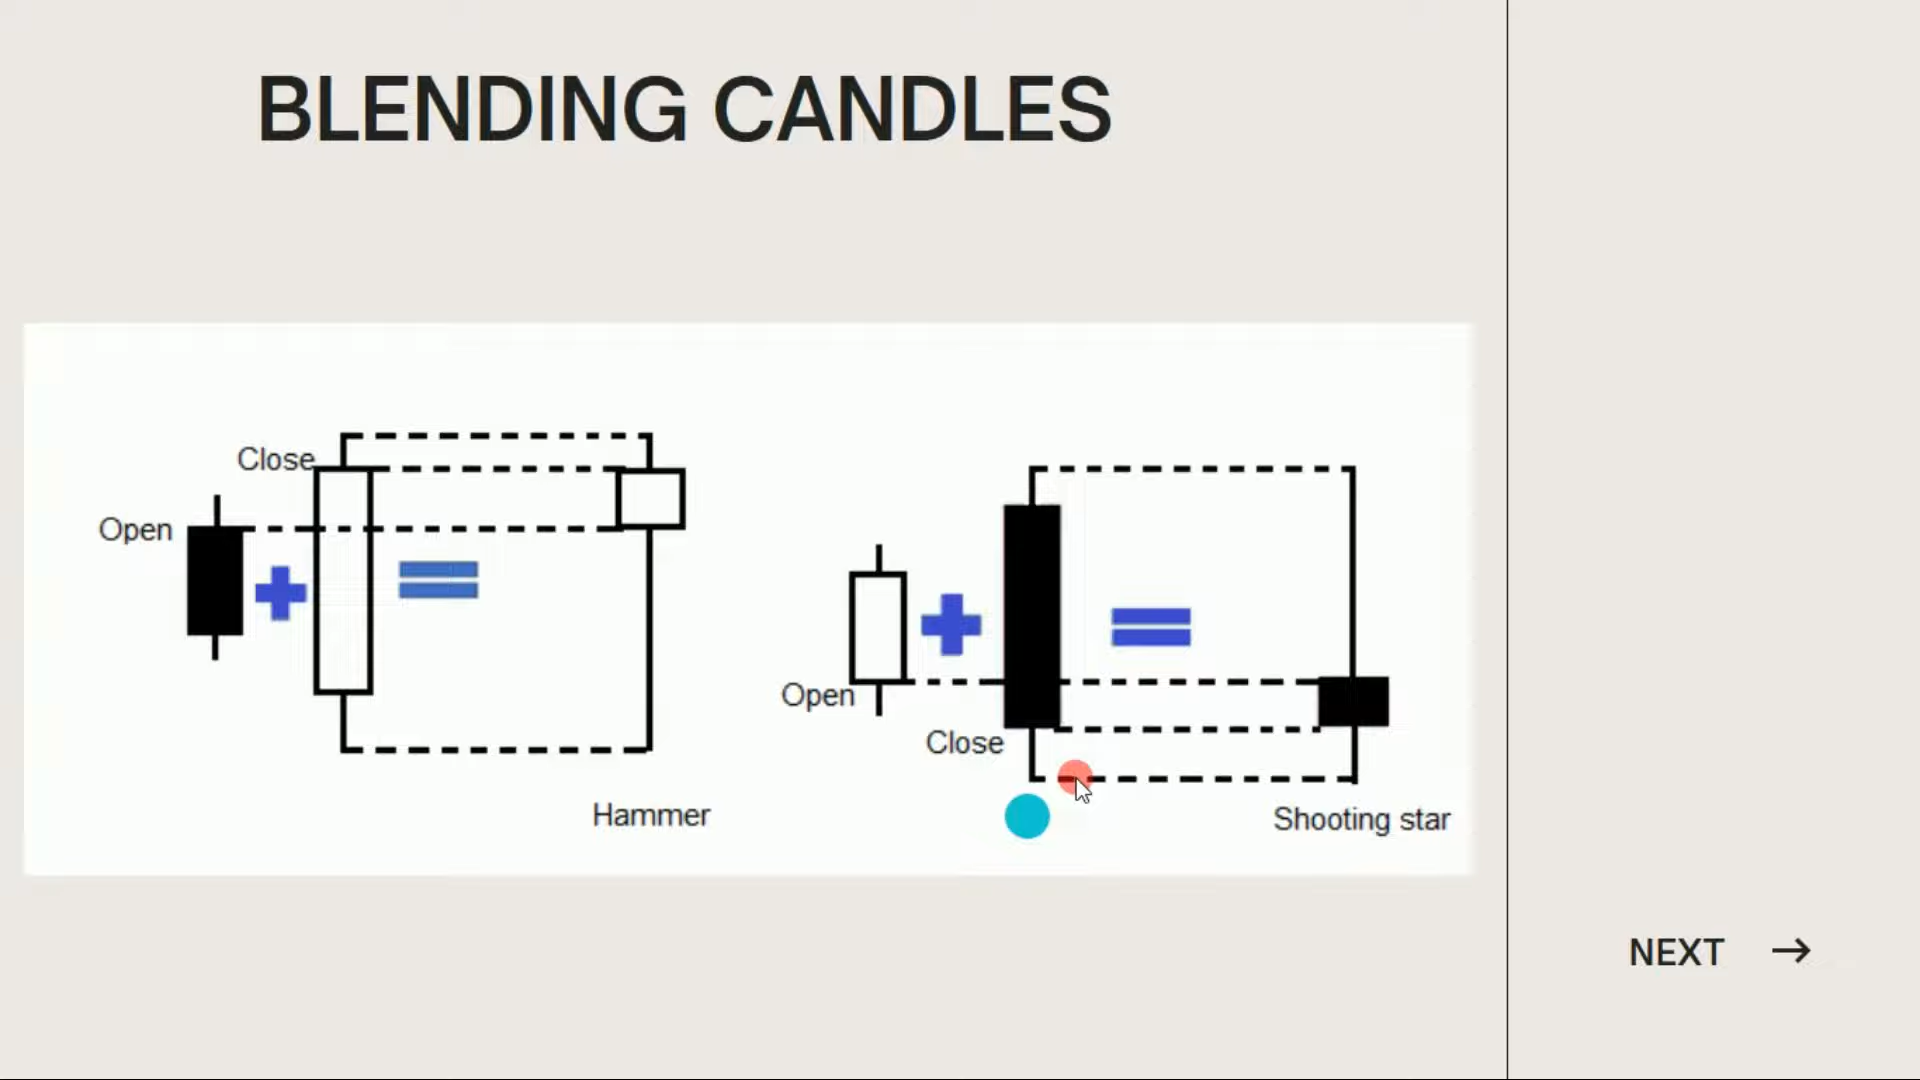 BLENDING CANDLES
Close
Open
Hammer
Open
Close
Shooting star
NEXT →